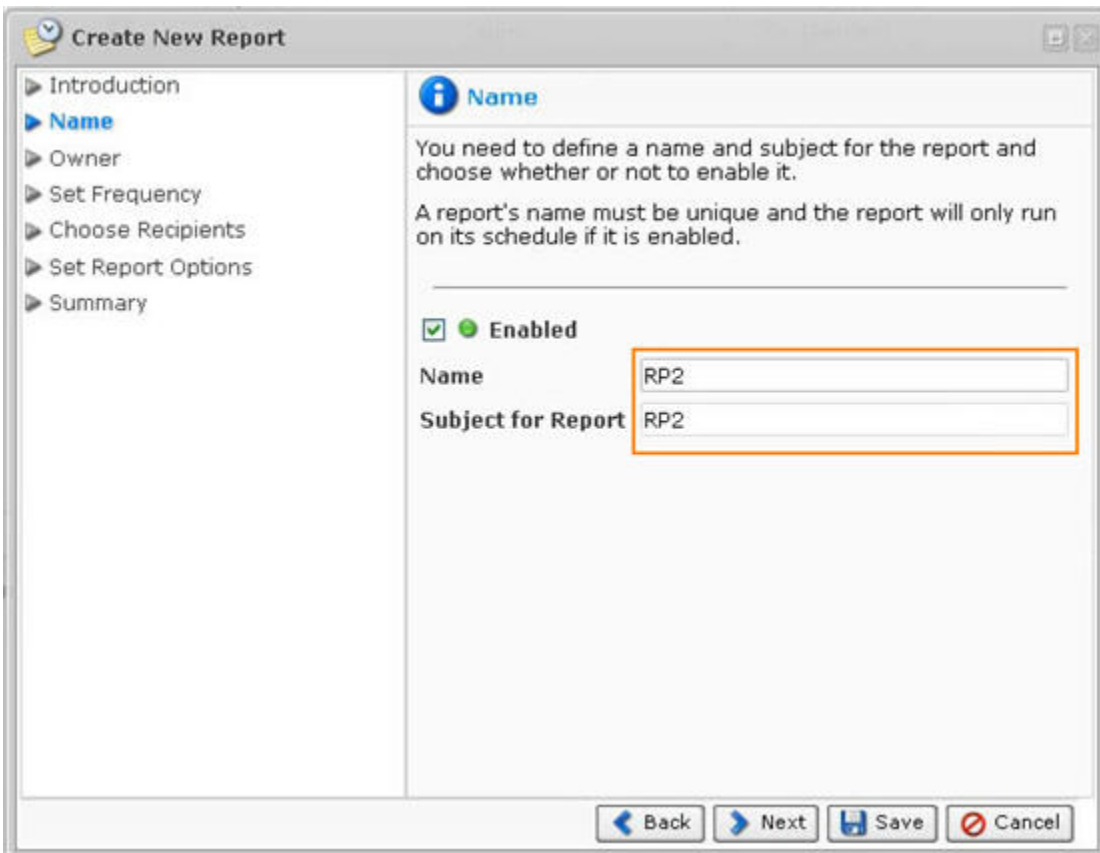 Create New Report
Introduction
Name
Owner
Set Frequency
Choose Recipients
Set Report Options
Summary
Name
You need to define a name and subject for the report and
choose whether or not to enable it.
A report's name must be unique and the report will only run
on its schedule if it is enabled.
Enabled
Name RP2
Subject for Report RP2
Back Next Save Cancel